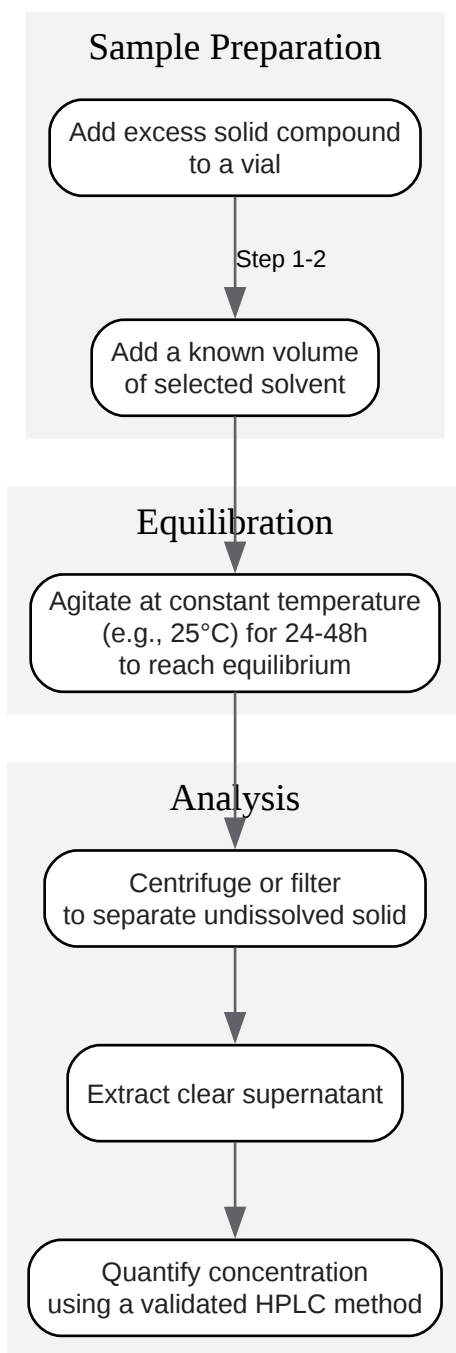 Sample Preparation
Add excess solid compound
to a vial
Step 1-2
Add a known volume
of selected solvent
Equilibration
Agitate at constant temperature
(e.g., 25°C) for 24-48h
to reach equilibrium
Analysis
Centrifuge or filter
to separate undissolved solid
Extract clear supernatant
Quantify concentration
using a validated HPLC method